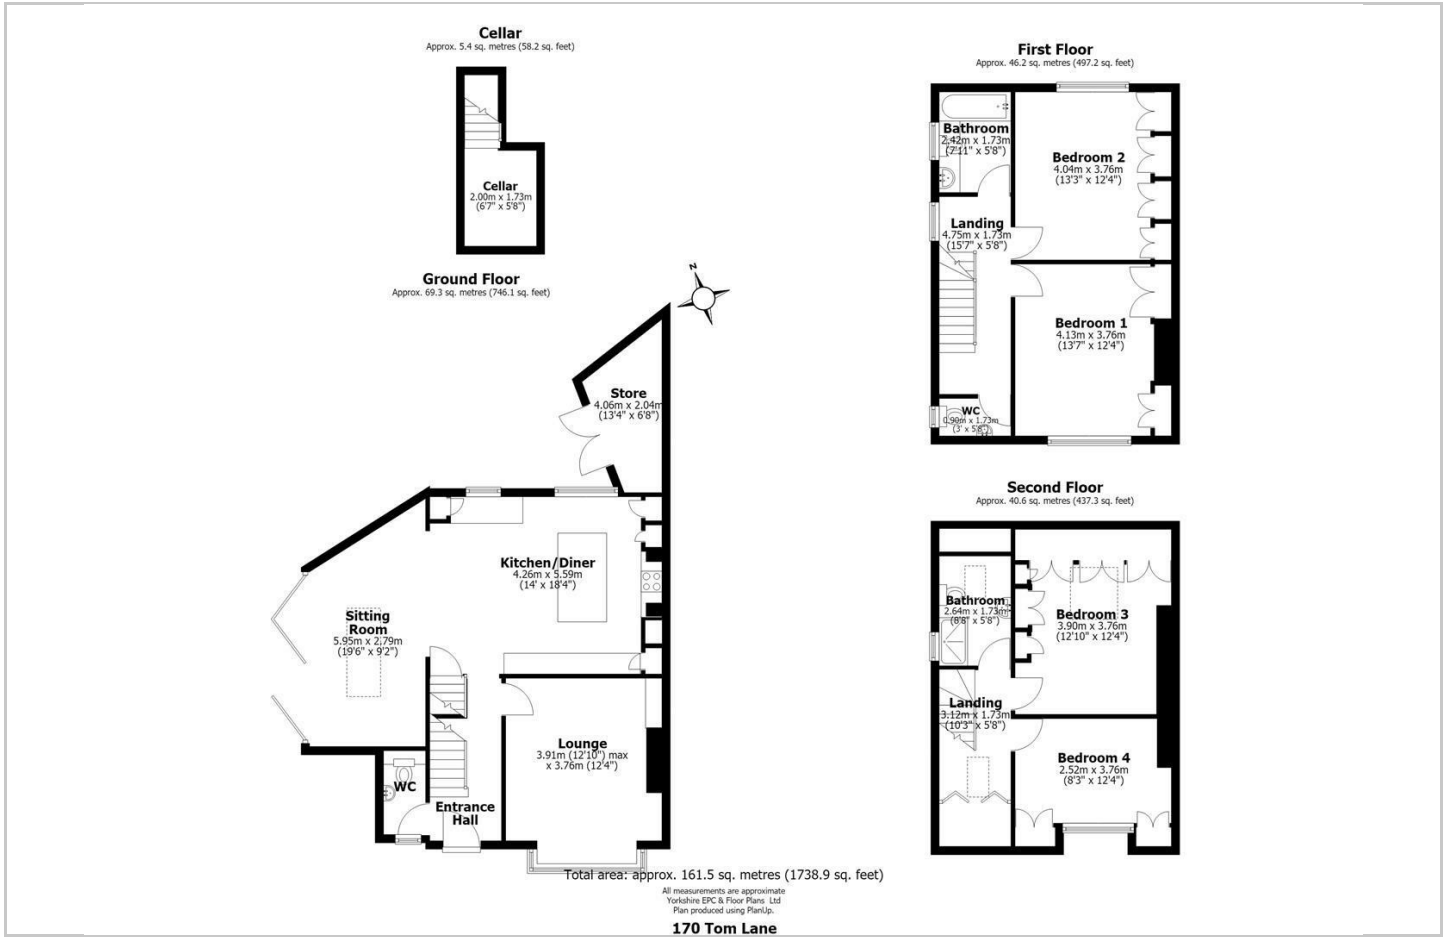 Cellar
Approx. 5.4 sq. metres (58.2 sq. feet)
Cellar
2.00m x 1.73m
(6'7" x 5'8")
Ground Floor
Approx. 69.3 sq. metres (746.1 sq. feet)
N
Store
4.06m x 2.04m
(13'4" x 6'8")
Kitchen/Diner
4.26m x 5.59m
(14' x 18'4")
Sitting
Room
5.95m x 2.79m
(19'6" x 9'2")
Lounge
3.91m (12'10") max
x 3.76m (12'4")
WC
Entrance
Hall
First Floor
Approx. 46.2 sq. metres (497.2 sq. feet)
Bathroom
2.42m x 1.73m
(7'11" x 5'8")
Bedroom 2
4.04m x 3.76m
(13'3" x 12'4")
Landing
4.75m x 1.73m
(15'7" x 5'8")
Bedroom 1
4.13m x 3.76m
(13'7" x 12'4")
WC
0.90m x 1.73m
(3' x 5'8")
Second Floor
Approx. 40.6 sq. metres (437.3 sq. feet)
Bathroom
2.64m x 1.73m
(8'8" x 5'8")
Bedroom 3
3.90m x 3.76m
(12'10" x 12'4")
Landing
3.12m x 1.73m
(10'3" x 5'8")
Bedroom 4
2.52m x 3.76m
(8'3" x 12'4")
Total area: approx. 161.5 sq. metres (1738.9 sq. feet)
All measurements are approximate
Yorkshire EPC & Floor Plans Ltd
Plan produced using PlanUp.
170 Tom Lane